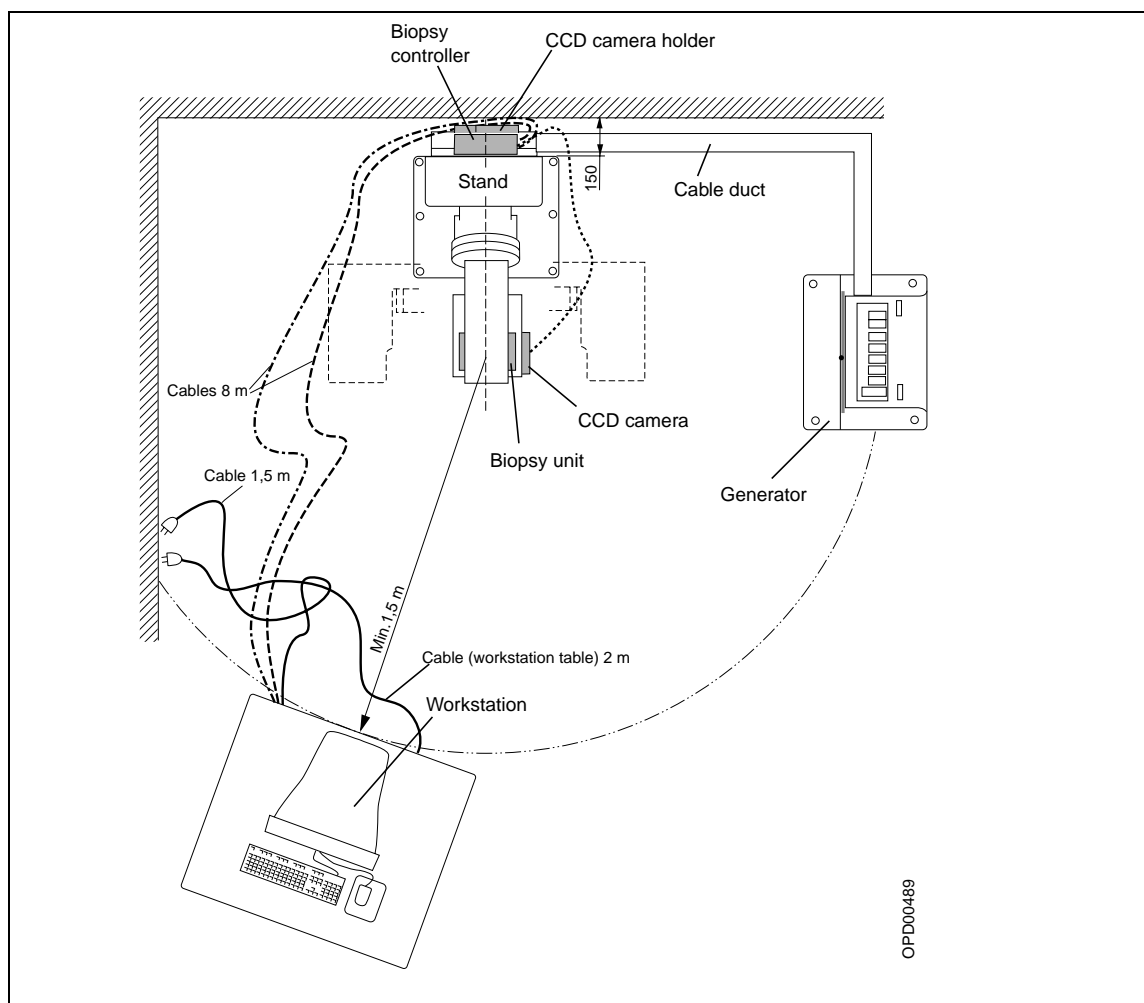 Biopsy
controller
CCD camera holder
Stand
150
Cable duct
Cables 8 m
CCD camera
Biopsy unit
Cable 1,5 m
Generator
Min.1,5 m
Cable (workstation table) 2 m
Workstation
OPD00489